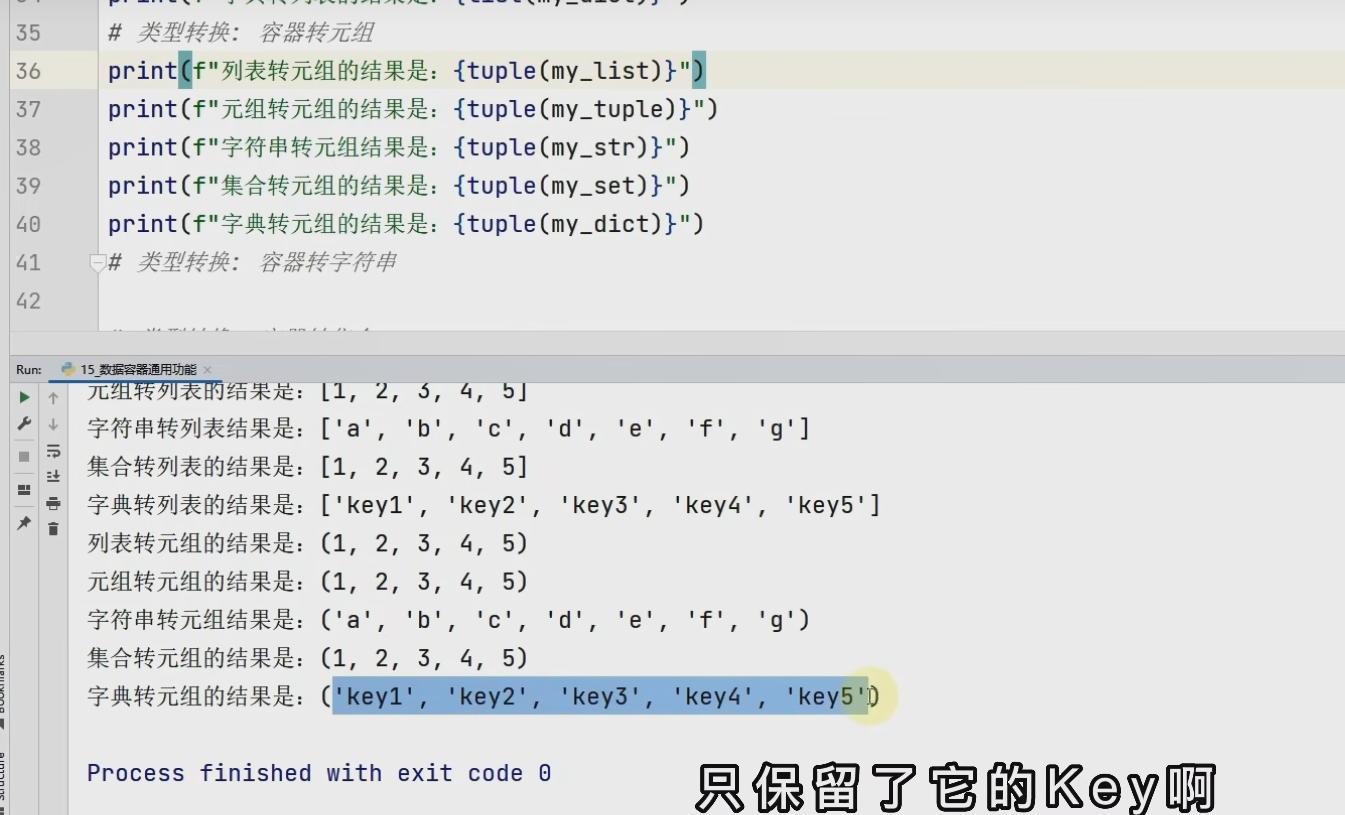 35 # 类型转换: 容器转元组
36 print(f"列表转元组的结果是：{tuple(my_list)}")
37 print(f"元组转元组的结果是：{tuple(my_tuple)}")
38 print(f"字符串转元组结果是：{tuple(my_str)}")
39 print(f"集合转元组的结果是：{tuple(my_set)}")
40 print(f"字典转元组的结果是：{tuple(my_dict)}")
41 # 类型转换: 容器转字符串
42
Run: 15_数据容器通用功能
元组转列表的结果是：[1, 2, 3, 4, 5]
字符串转列表结果是：['a', 'b', 'c', 'd', 'e', 'f', 'g']
集合转列表的结果是：[1, 2, 3, 4, 5]
字典转列表的结果是：['key1', 'key2', 'key3', 'key4', 'key5']
列表转元组的结果是：(1, 2, 3, 4, 5)
元组转元组的结果是：(1, 2, 3, 4, 5)
字符串转元组结果是：('a', 'b', 'c', 'd', 'e', 'f', 'g')
集合转元组的结果是：(1, 2, 3, 4, 5)
字典转元组的结果是：('key1', 'key2', 'key3', 'key4', 'key5')
Process finished with exit code 0
只保留了它的Key啊
Structure